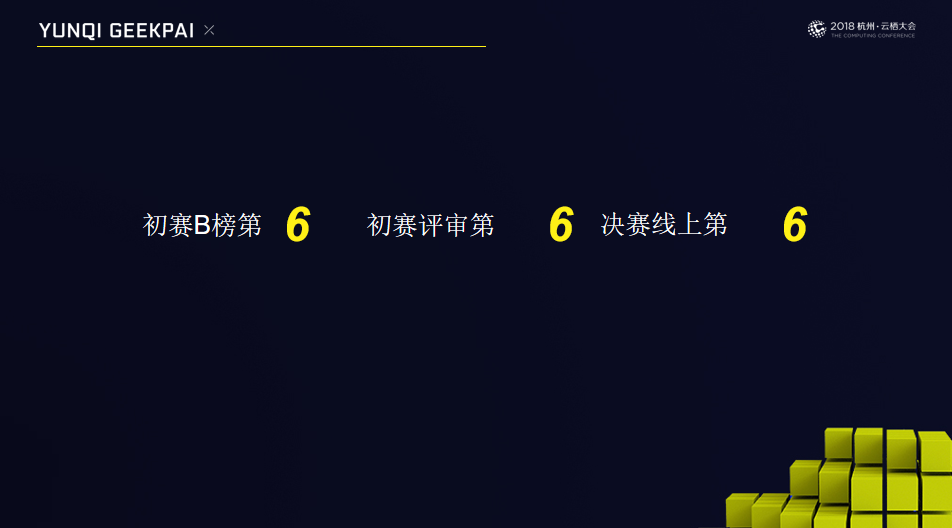 YUNQI GEEKPAI
2018 杭州·云栖大会
THE COMPUTING CONFERENCE
初赛B榜第 6 初赛评审第 6 决赛线上第 6